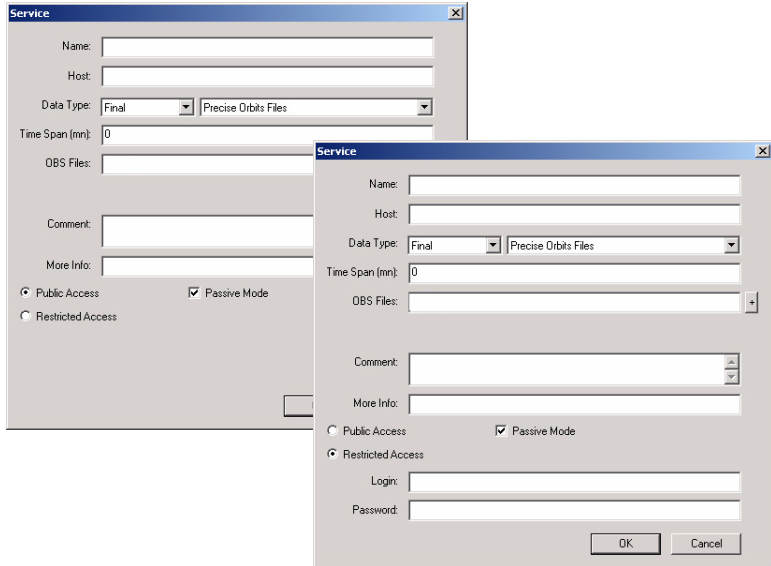 Service
Name:
Host:
Data Type: Final Precise Orbits Files
Time Span (mn): 0
OBS Files:
Comment:
More Info:
Public Access Passive Mode
Restricted Access
Service
Name:
Host:
Data Type: Final Precise Orbits Files
Time Span (mn): 0
OBS Files: +
Comment:
More Info:
Public Access Passive Mode
Restricted Access
Login:
Password:
OK Cancel